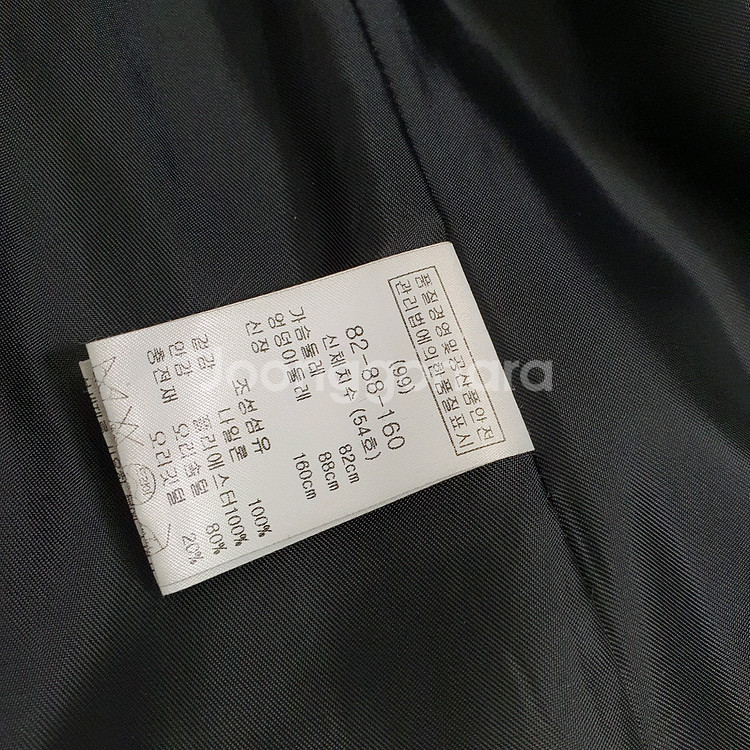 품질경영및공산품안전
관리법에의한품질표시
(66)
82-88-160
신체치수 (54호)
가슴둘레 82cm
엉덩이둘레 88cm
신장 160cm
조성섬유
겉감 나일론 100%
안감 폴리에스터100%
충전재 오리솜털 80%
오리깃털 20%
Joonggonara